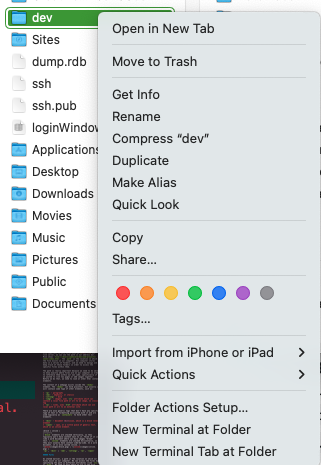 dev
Sites
dump.rdb
ssh
ssh.pub
loginWindow
Applications
Desktop
Downloads
Movies
Music
Pictures
Public
Documents
Open in New Tab
Move to Trash
Get Info
Rename
Compress “dev”
Duplicate
Make Alias
Quick Look
Copy
Share...
Tags...
Import from iPhone or iPad
Quick Actions
Folder Actions Setup...
New Terminal at Folder
New Terminal Tab at Folder
al.